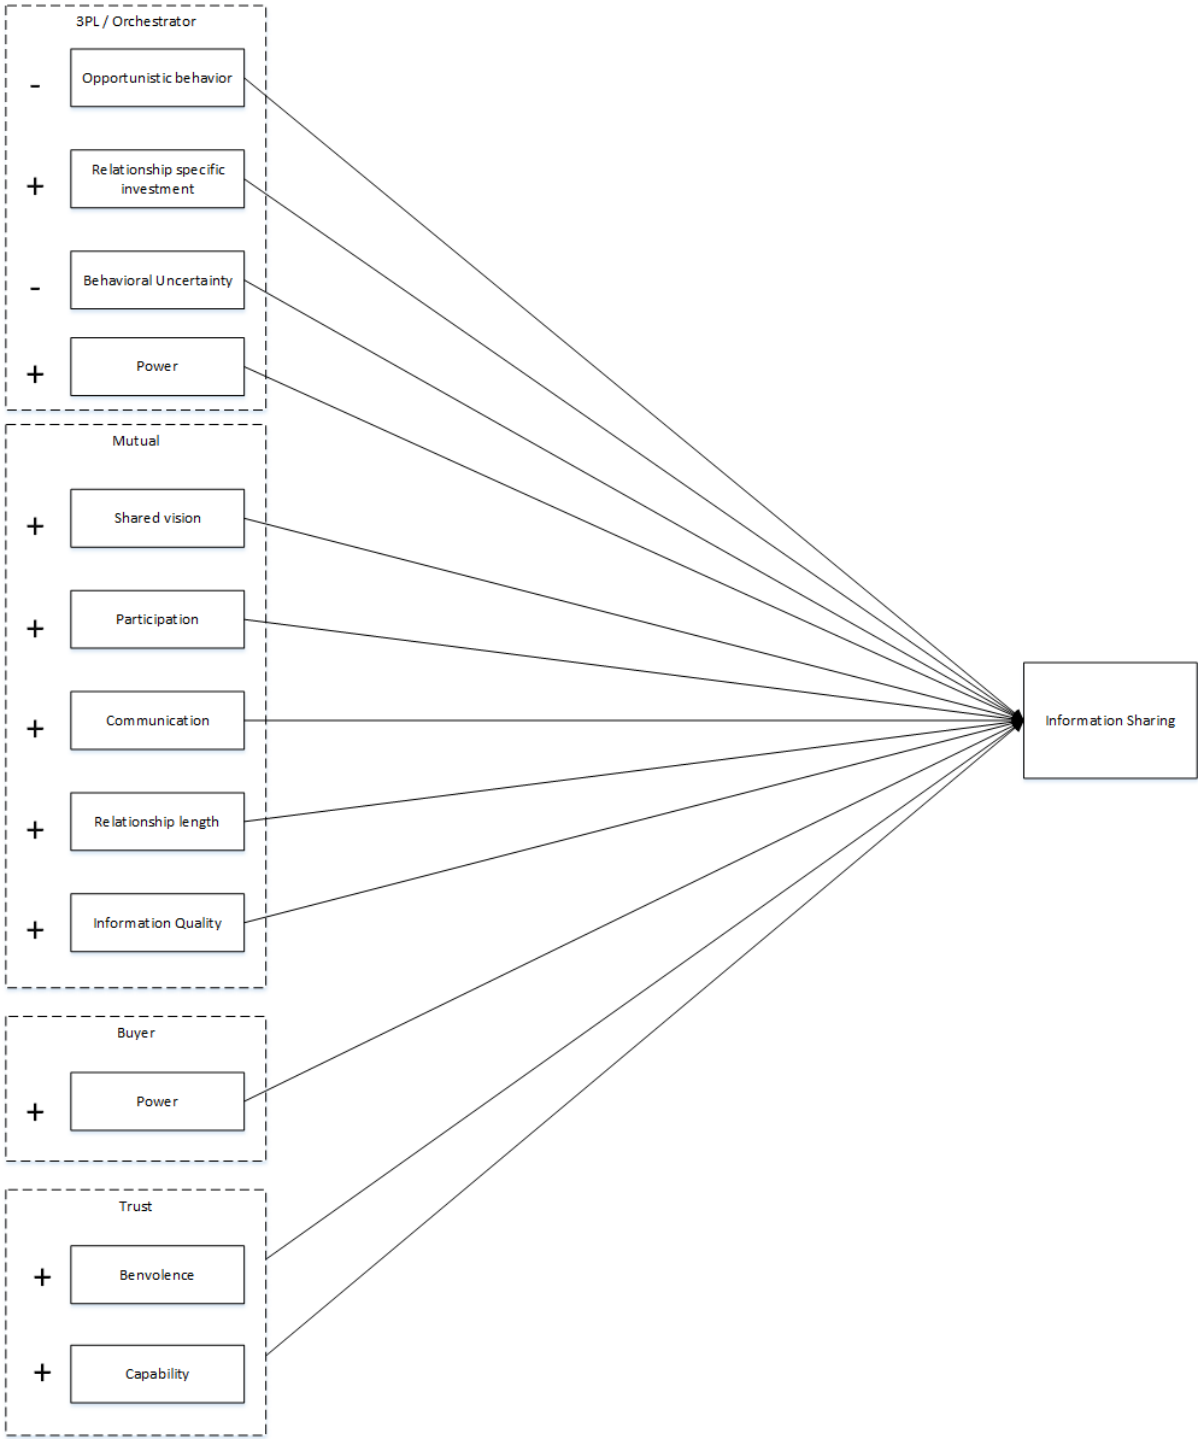 3PL / Orchestrator
- Opportunistic behavior
+ Relationship specific
investment
- Behavioral Uncertainty
+ Power
Mutual
+ Shared vision
+ Participation
+ Communication
Information Sharing
+ Relationship length
+ Information Quality
Buyer
+ Power
Trust
+ Benvolence
+ Capability